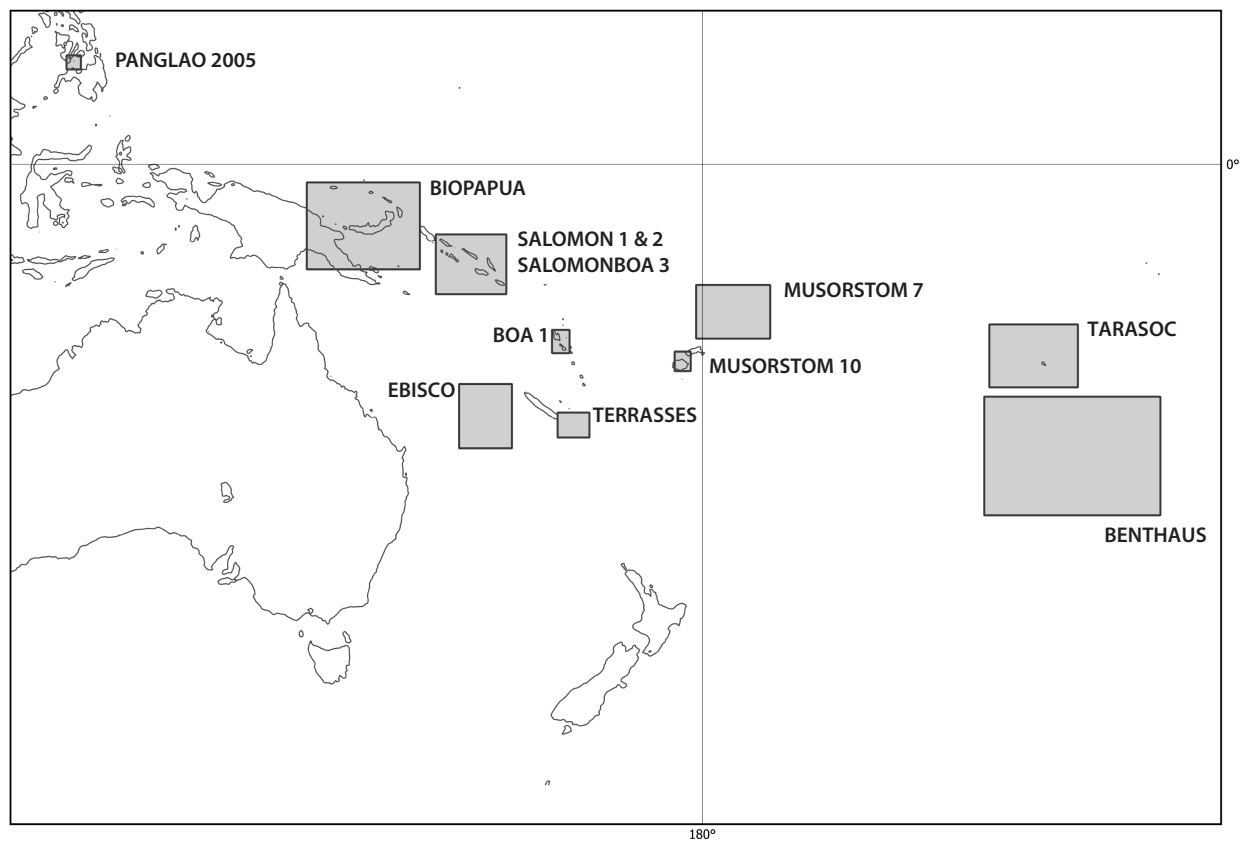 PANGLAO 2005
0°
BIOPAPUA
SALOMON 1 & 2
SALOMONBOA 3
MUSORSTOM 7
BOA 1
TARASOC
MUSORSTOM 10
EBISCO
TERRASSES
BENTHAUS
180°